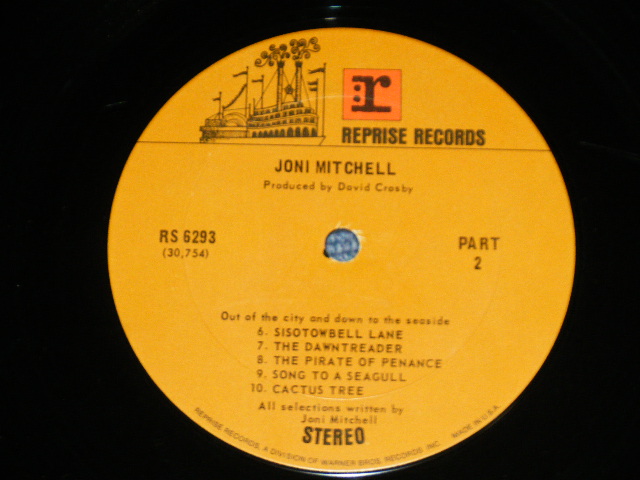 :r
REPRISE RECORDS
JONI MITCHELL
Produced by David Crosby
RS 6293
(30,754)
PART
2
Out of the city and down to the seaside
6. SISOTOWBELL LANE
7. THE DAWNTREADER
8. THE PIRATE OF PENANCE
9. SONG TO A SEAGULL
10. CACTUS TREE
All selections written by
Joni Mitchell
STEREO
REPRISE RECORDS, A DIVISION OF WARNER BROS. RECORDS, INC. MADE IN U.S.A.